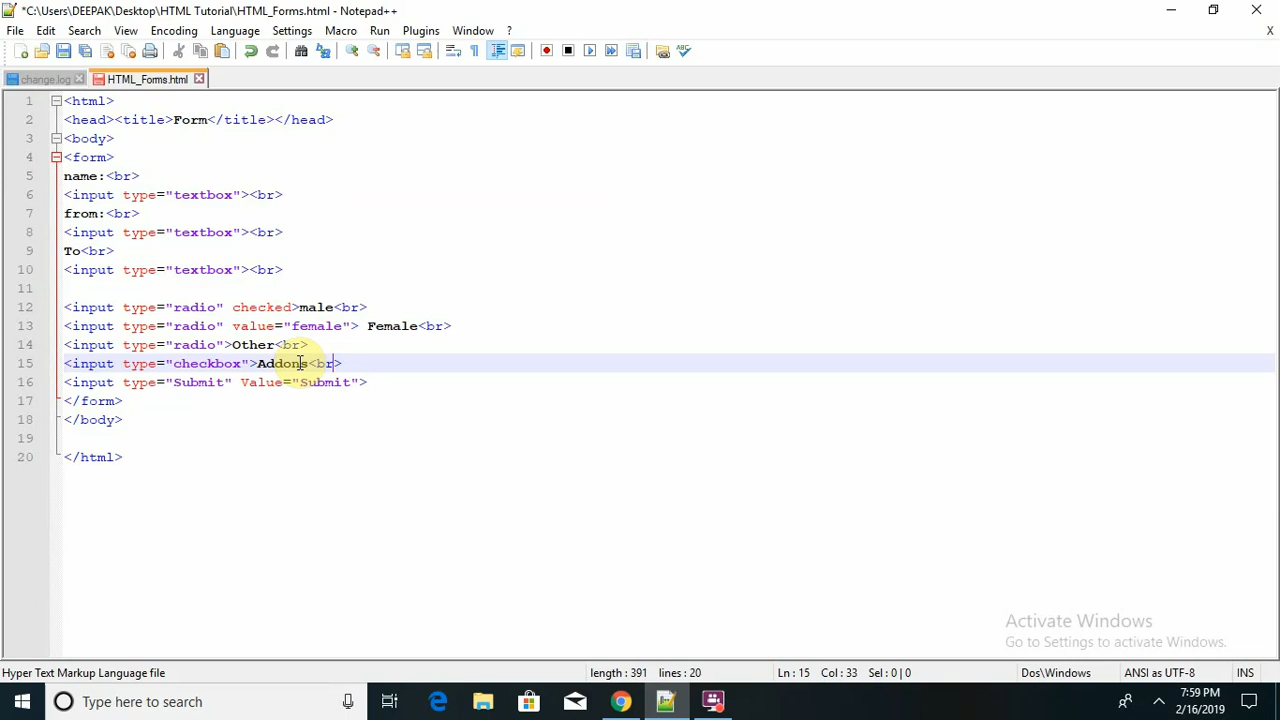 *C:\Users\DEEPAK\Desktop\HTML Tutorial\HTML_Forms.html - Notepad++
File Edit Search View Encoding Language Settings Macro Run Plugins Window ? X
change.log HTML_Forms.html
1 <html>
2 <head><title>Form</title></head>
3 <body>
4 <form>
5 name:<br>
6 <input type="textbox"><br>
7 from:<br>
8 <input type="textbox"><br>
9 To<br>
10 <input type="textbox"><br>
11
12 <input type="radio" checked>male<br>
13 <input type="radio" value="female"> Female<br>
14 <input type="radio">Other<br>
15 <input type="checkbox">Addons<br>
16 <input type="Submit" Value="Submit">
17 </form>
18 </body>
19
20 </html>
Activate Windows
Go to Settings to activate Windows.
Hyper Text Markup Language file length : 391 lines : 20 Ln : 15 Col : 33 Sel : 0 | 0 Dos\Windows ANSI as UTF-8 INS
Type here to search
7:59 PM
2/16/2019